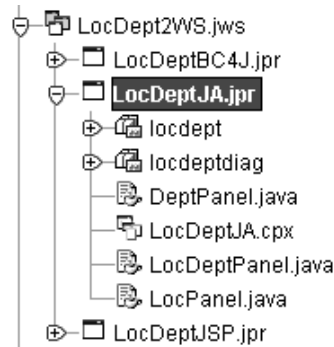 LocDept2WS.jws
LocDeptBC4J.jpr
LocDeptJA.jpr
locdept
locdeptdiag
DeptPanel.java
LocDeptJA.cpx
LocDeptPanel.java
LocPanel.java
LocDeptJSP.jpr